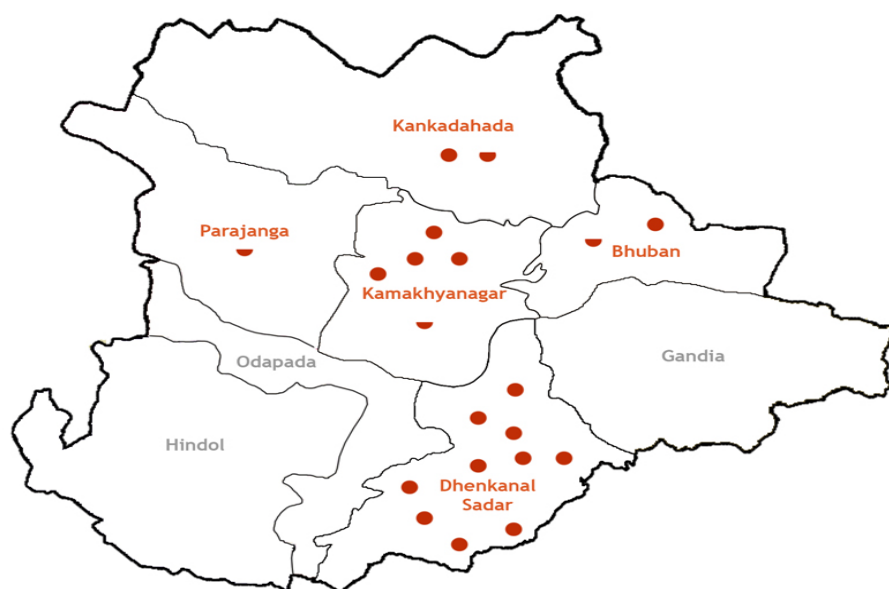 Kankadahada
Parajanga
Bhuban
Kamakhyanagar
Odapada
Gandia
Hindol
Dhenkanal
Sadar